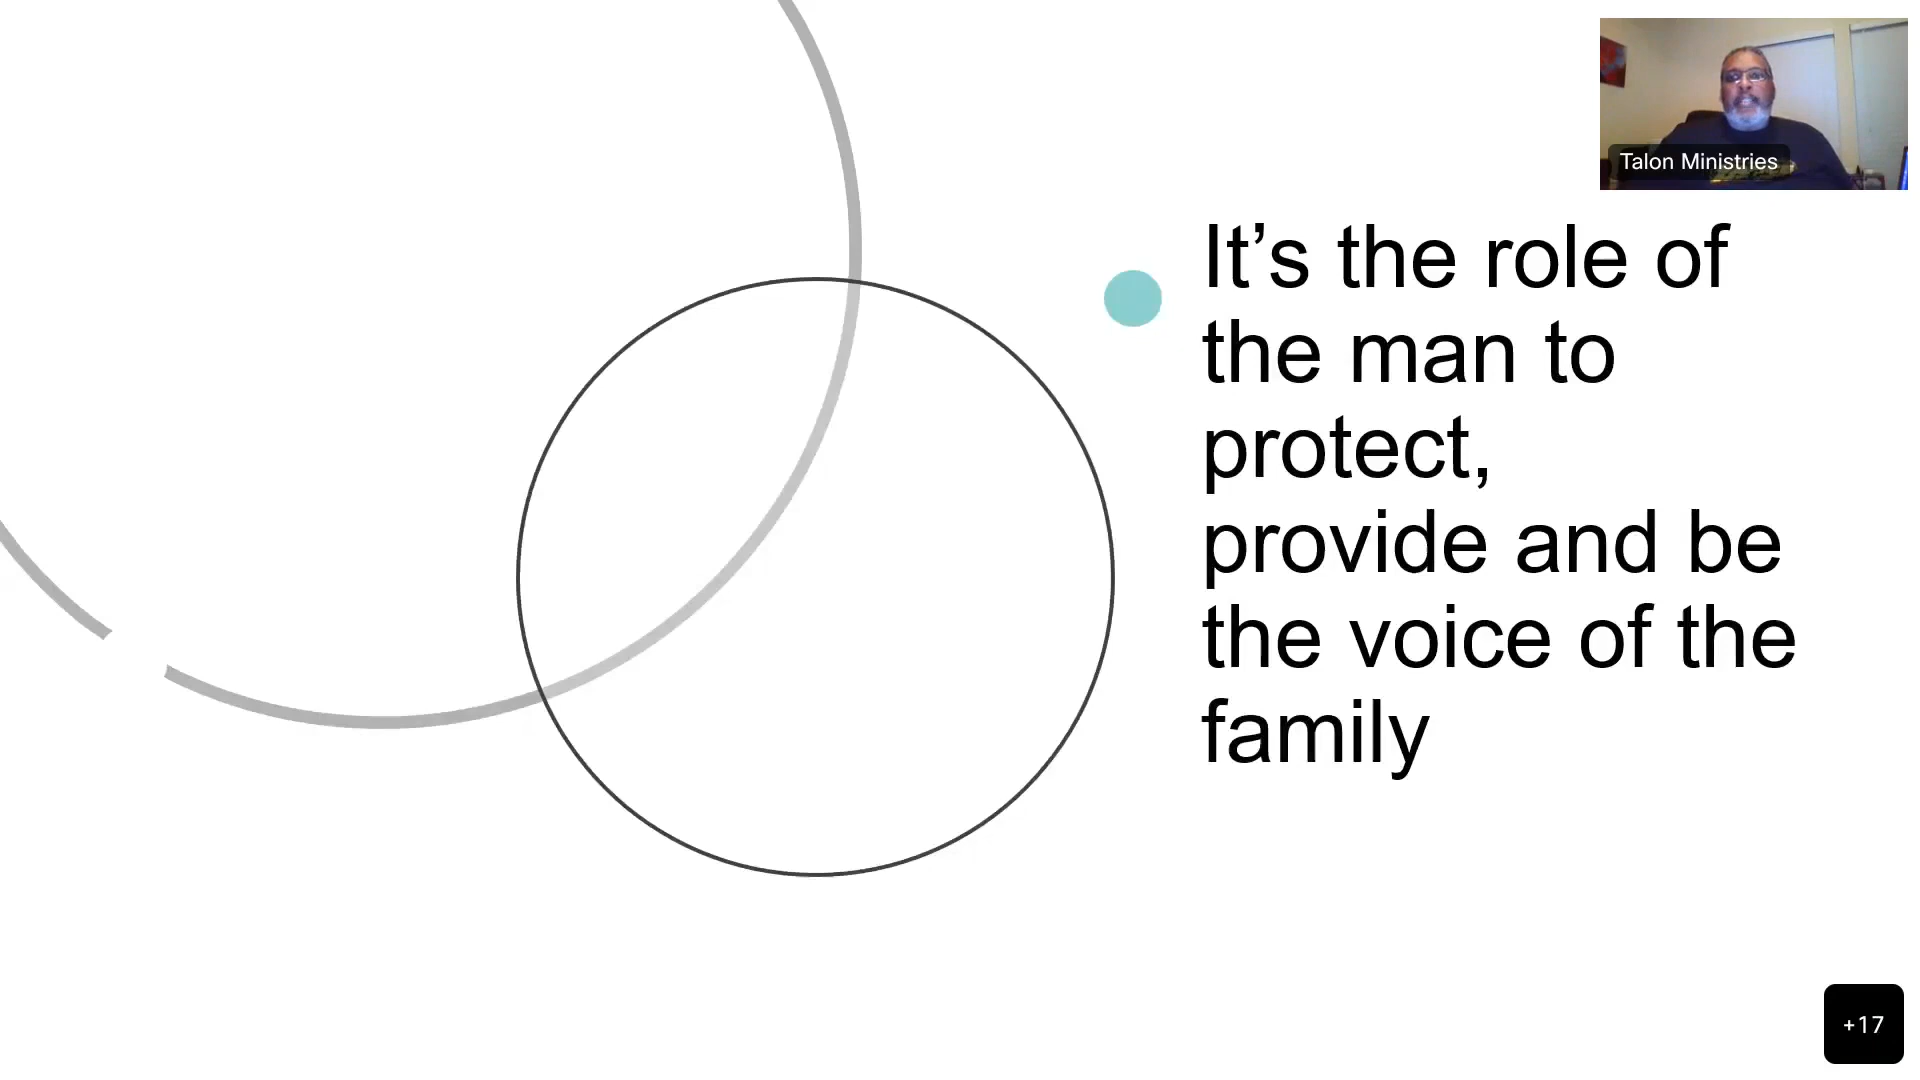 Talon Ministries
It’s the role of
the man to
protect,
provide and be
the voice of the
family
+17